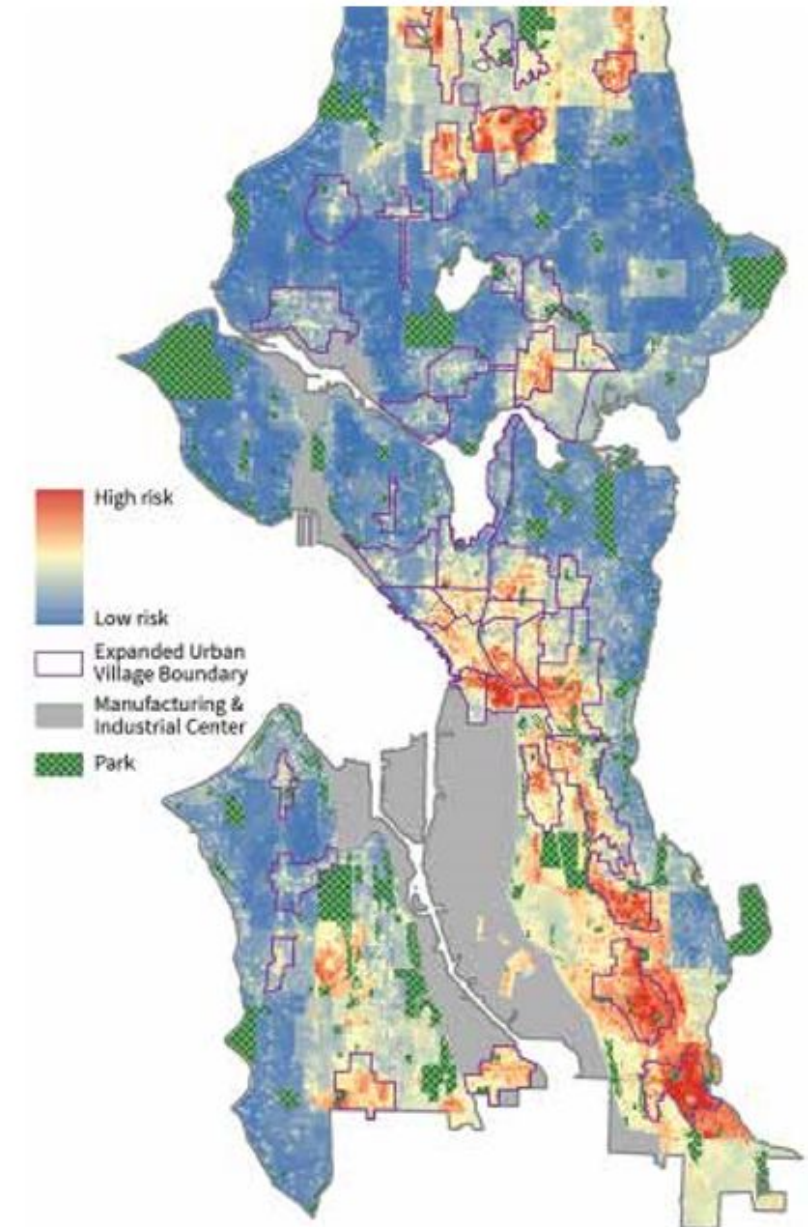 High risk
Low risk
Expanded Urban
Village Boundary
Manufacturing &
Industrial Center
Park